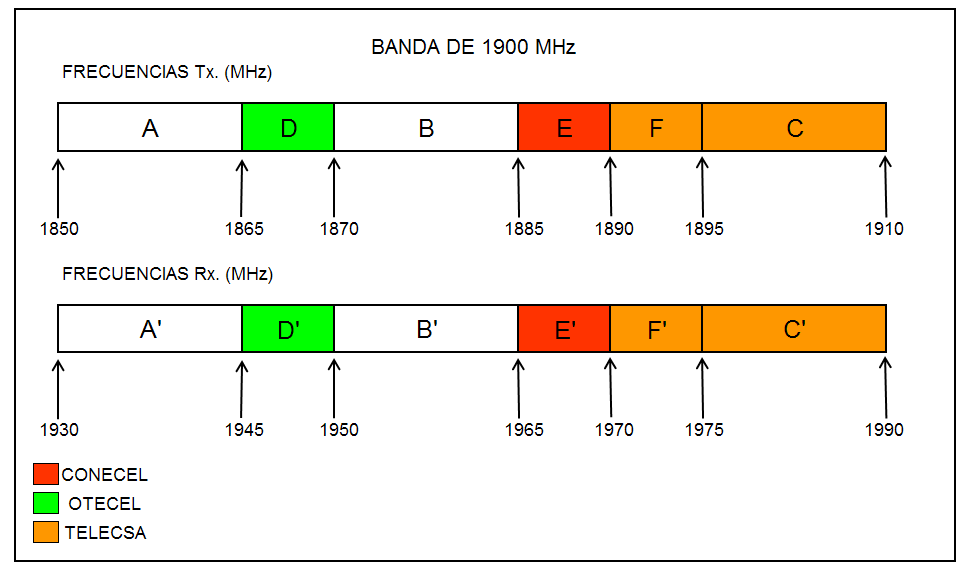 BANDA DE 1900 MHz
FRECUENCIAS Tx. (MHz)
A D B E F C
1850 1865 1870 1885 1890 1895 1910
FRECUENCIAS Rx. (MHz)
A' D' B' E' F' C'
1930 1945 1950 1965 1970 1975 1990
CONECEL
OTECEL
TELECSA